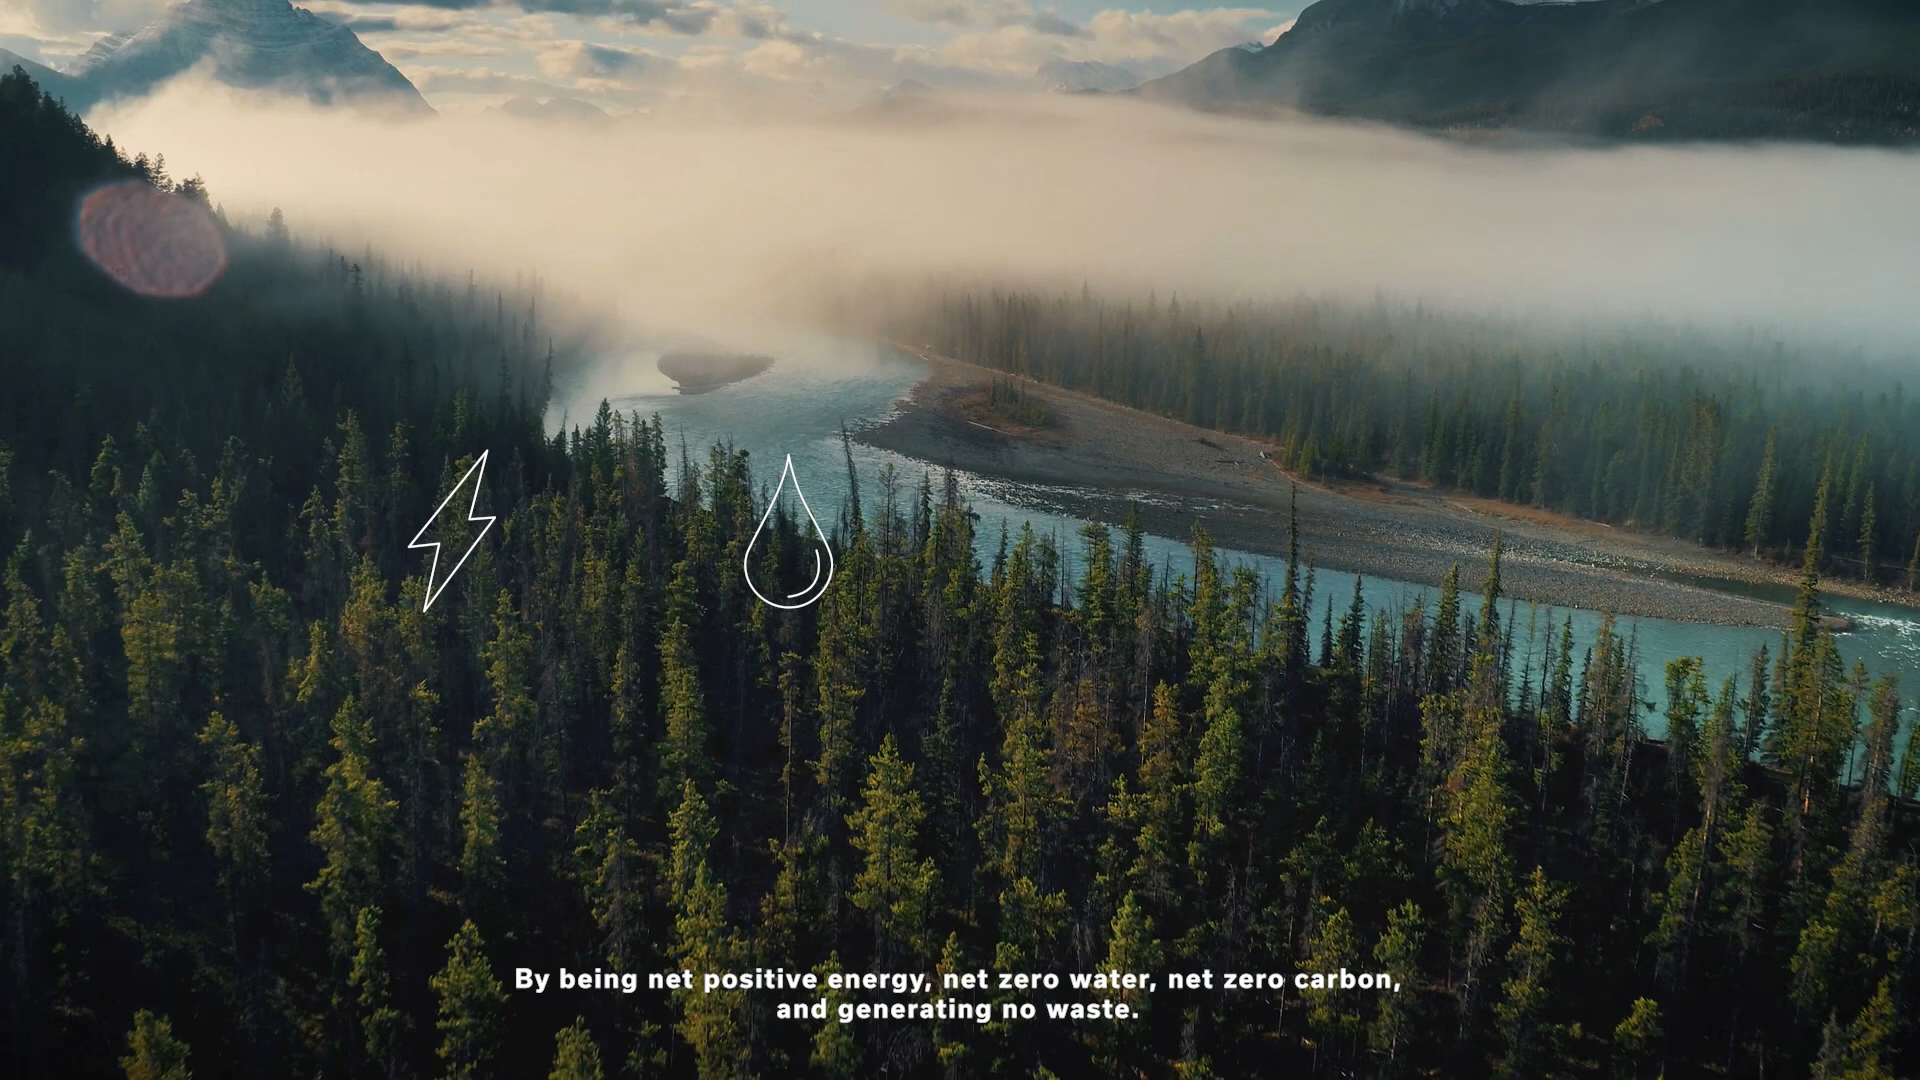 By being net positive energy, net zero water, net zero carbon,
and generating no waste.